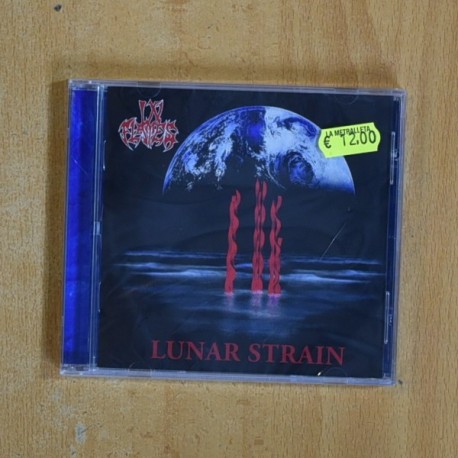 IN
FLAMES
LA METRALLETA
€ 12.00
LUNAR STRAIN